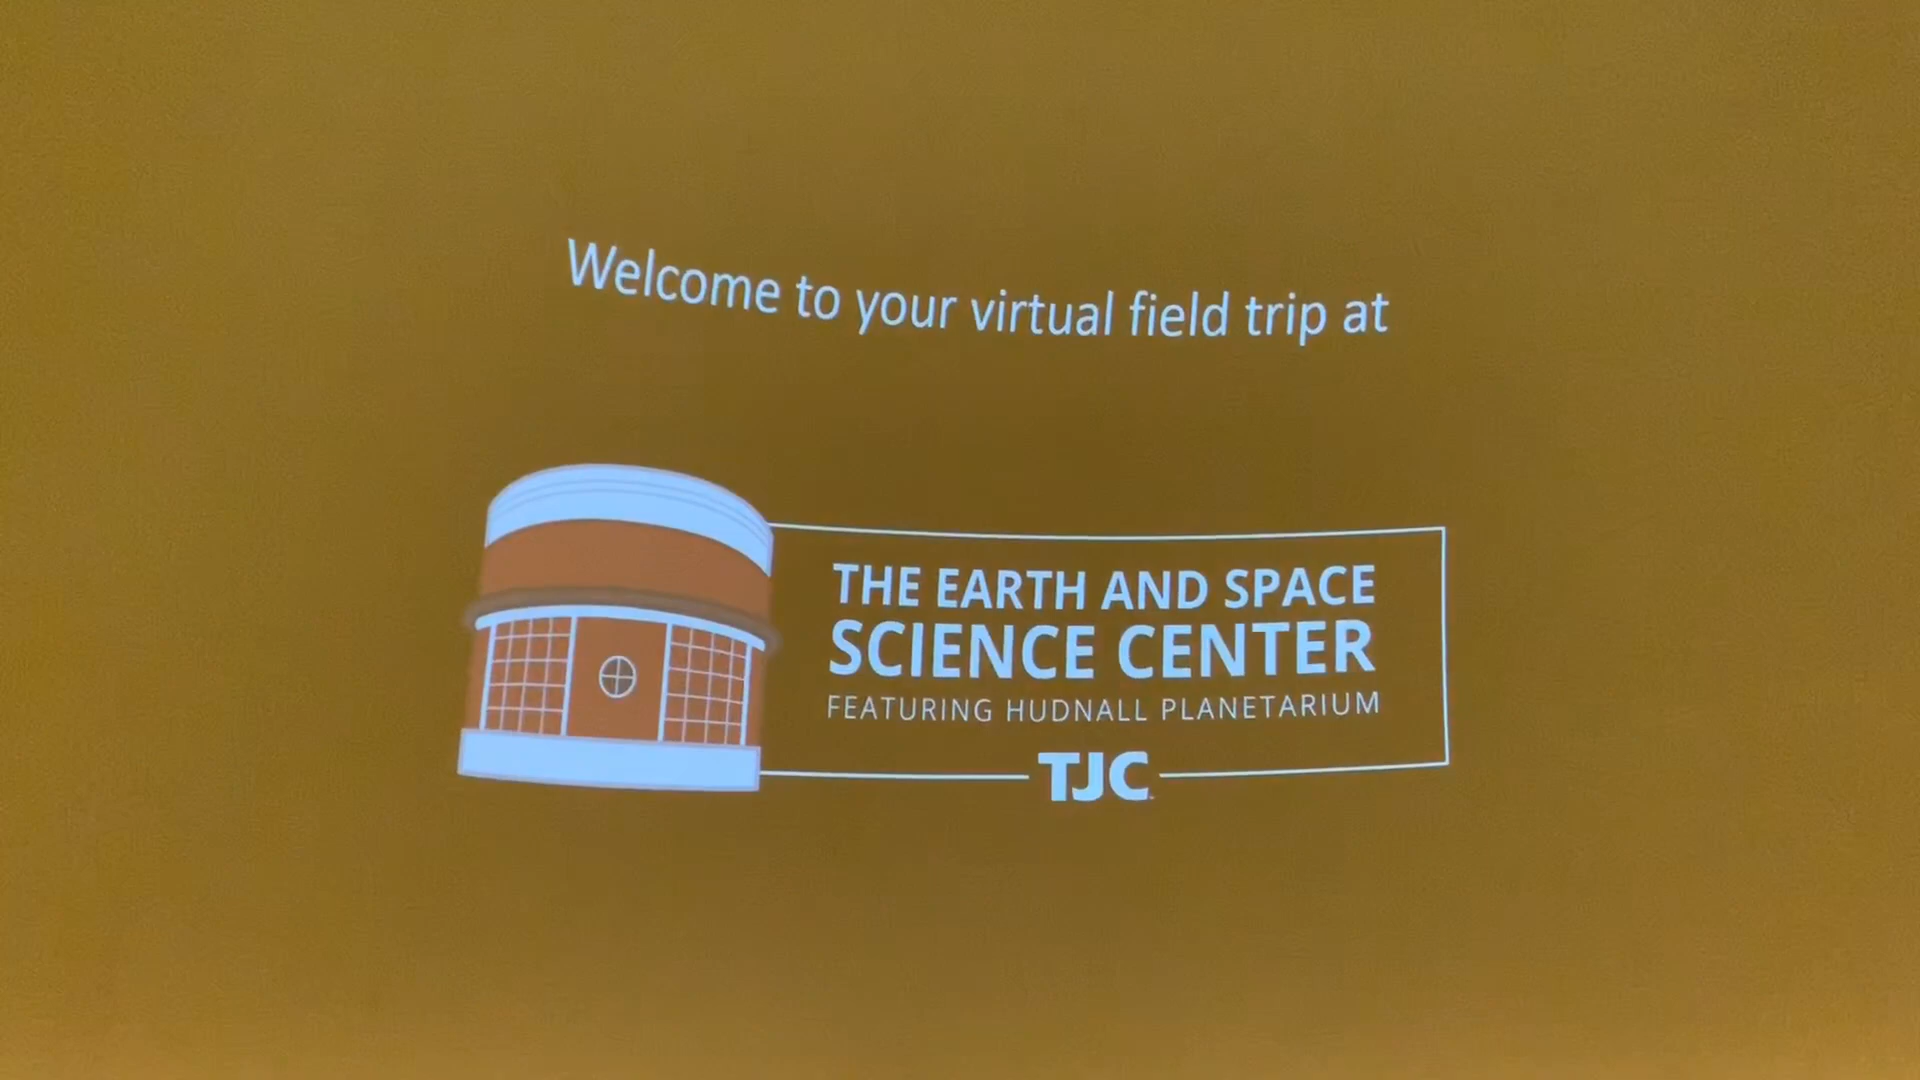 Welcome to your virtual field trip at
THE EARTH AND SPACE
SCIENCE CENTER
FEATURING HUDNALL PLANETARIUM
TJC